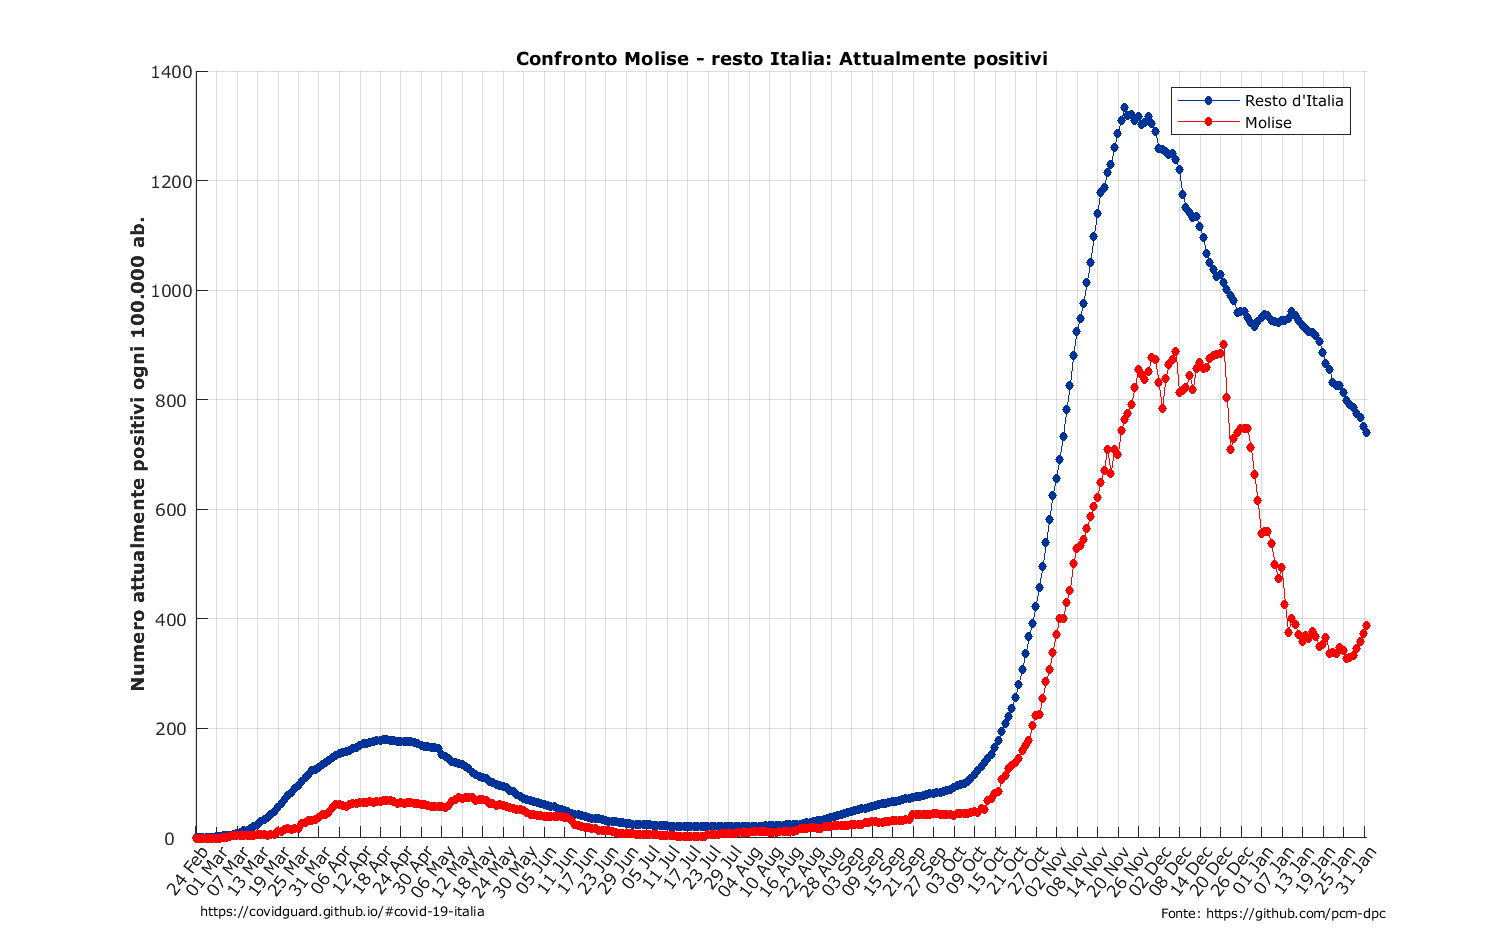 Confronto Molise - resto Italia: Attualmente positivi
Numero attualmente positivi ogni 100.000 ab.
1400
1200
1000
800
600
400
200
0
Resto d'Italia
Molise
24 Feb
01 Mar
07 Mar
13 Mar
19 Mar
25 Mar
31 Mar
06 Apr
12 Apr
18 Apr
24 Apr
30 Apr
06 May
12 May
18 May
24 May
30 May
05 Jun
11 Jun
17 Jun
23 Jun
29 Jun
05 Jul
11 Jul
17 Jul
23 Jul
29 Jul
04 Aug
10 Aug
16 Aug
22 Aug
28 Aug
03 Sep
09 Sep
15 Sep
21 Sep
27 Sep
03 Oct
09 Oct
15 Oct
21 Oct
27 Oct
02 Nov
08 Nov
14 Nov
20 Nov
26 Nov
02 Dec
08 Dec
14 Dec
20 Dec
26 Dec
01 Jan
07 Jan
13 Jan
19 Jan
25 Jan
31 Jan
https://covidguard.github.io/#covid-19-italia
Fonte: https://github.com/pcm-dpc